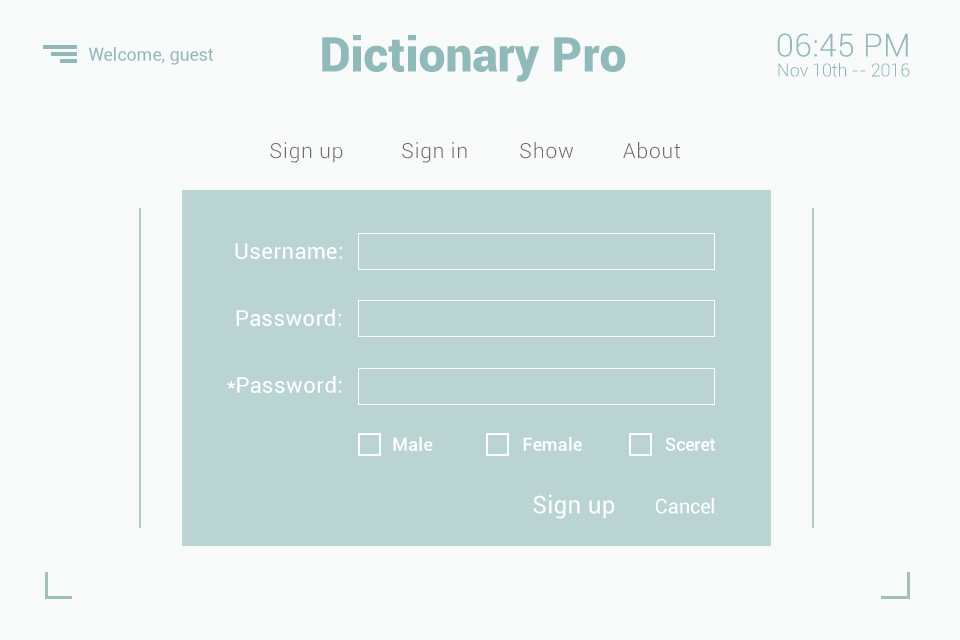 Welcome, guest
Dictionary Pro
06:45 PM
Nov 10th -- 2016
Sign up Sign in Show About
Username:
Password:
*Password:
Male Female Sceret
Sign up Cancel